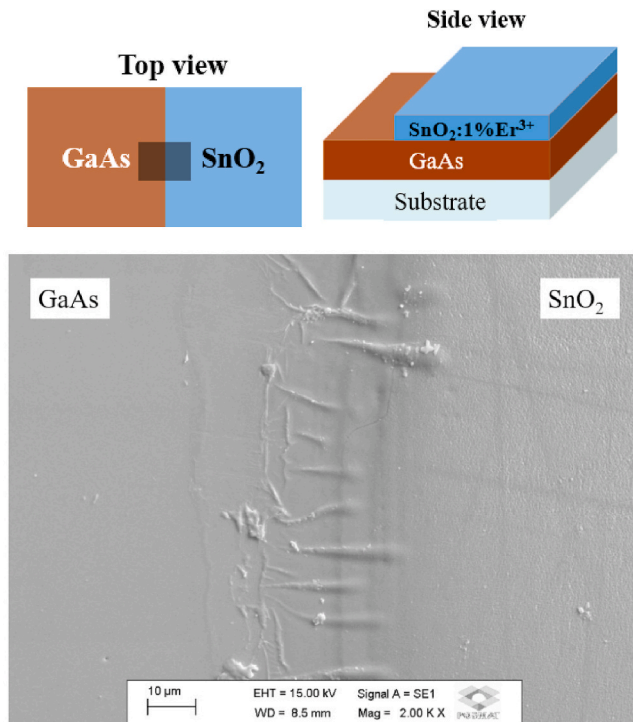 Top view
GaAs
SnO₂
Side view
SnO₂:1%Er³⁺
GaAs
Substrate
GaAs
SnO₂
10 µm
EHT = 15.00 kV
Signal A = SE1
WD = 8.5 mm
Mag = 2.00 K X